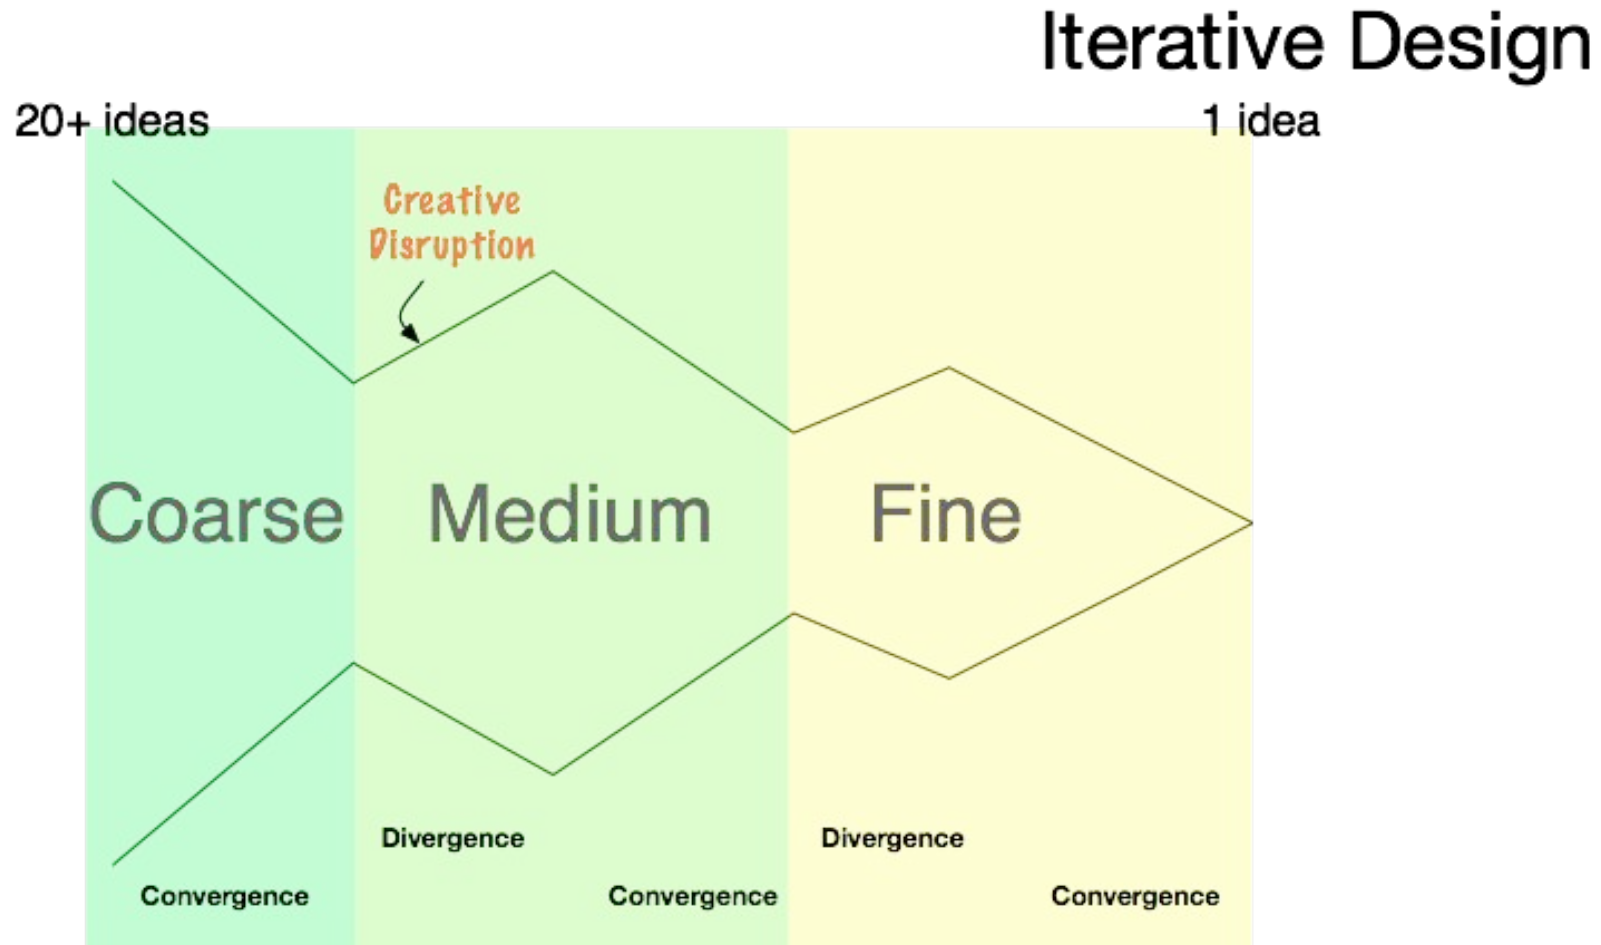 Iterative Design
20+ ideas
1 idea
Creative
Disruption
Coarse
Medium
Fine
Divergence
Divergence
Convergence
Convergence
Convergence